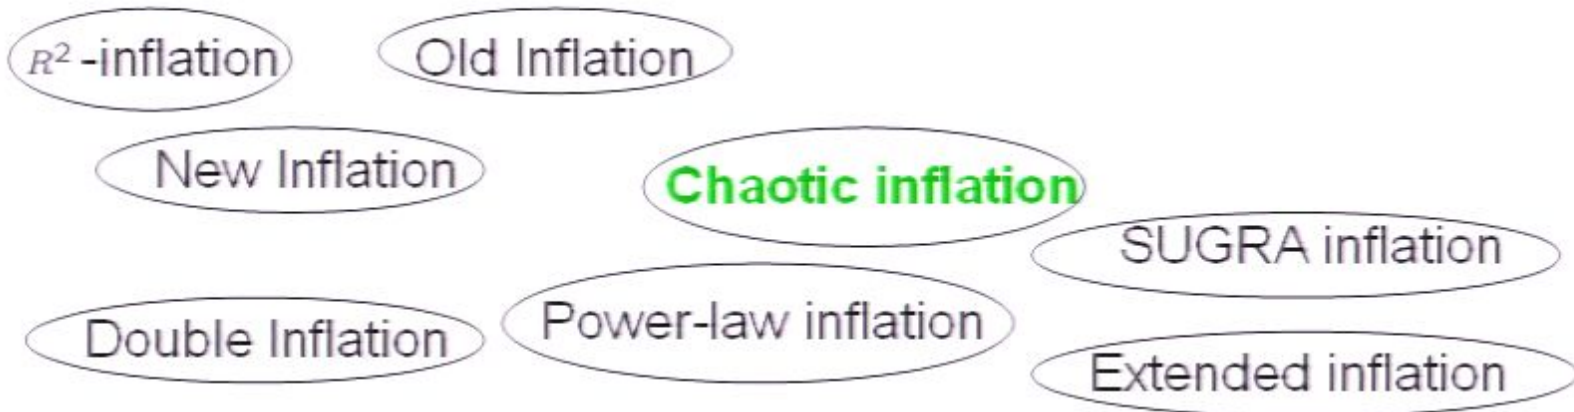 R² -inflation
Old Inflation
New Inflation
Chaotic inflation
SUGRA inflation
Double Inflation
Power-law inflation
Extended inflation